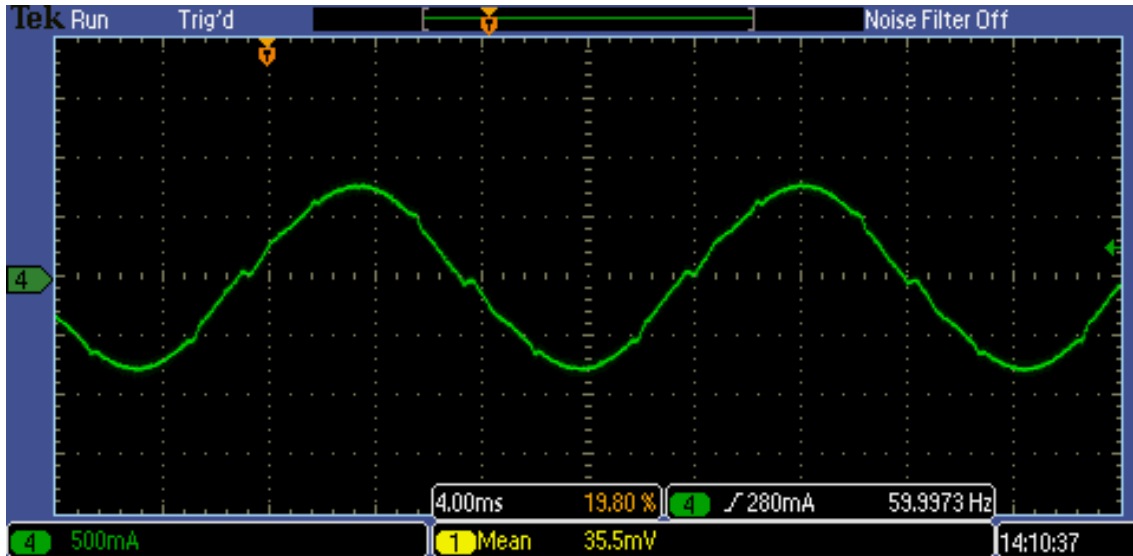 Tek Run Trig'd Noise Filter Off
T
T
4
4.00ms 19.80 % 4 280mA 59.9973 Hz
4 500mA 1 Mean 35.5mV 14:10:37